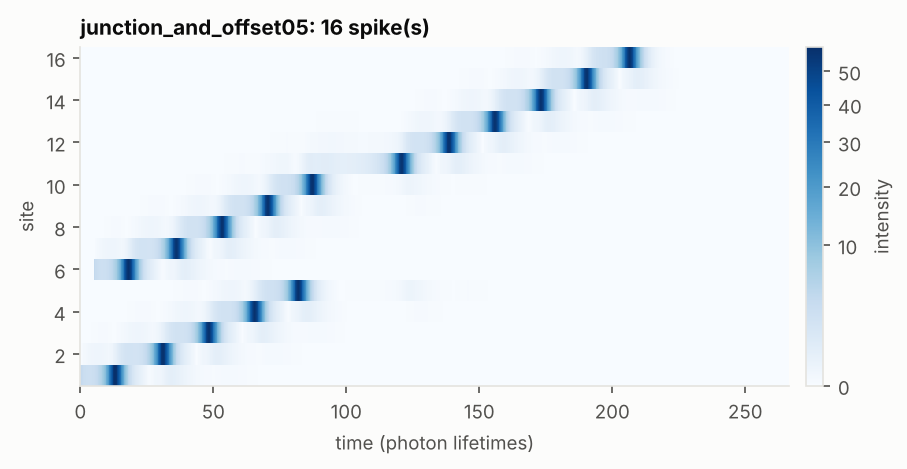 junction_and_offset05: 16 spike(s)
16
14
12
10
8
6
4
2
site
0 50 100 150 200 250
time (photon lifetimes)
50
40
30
20
10
0
intensity